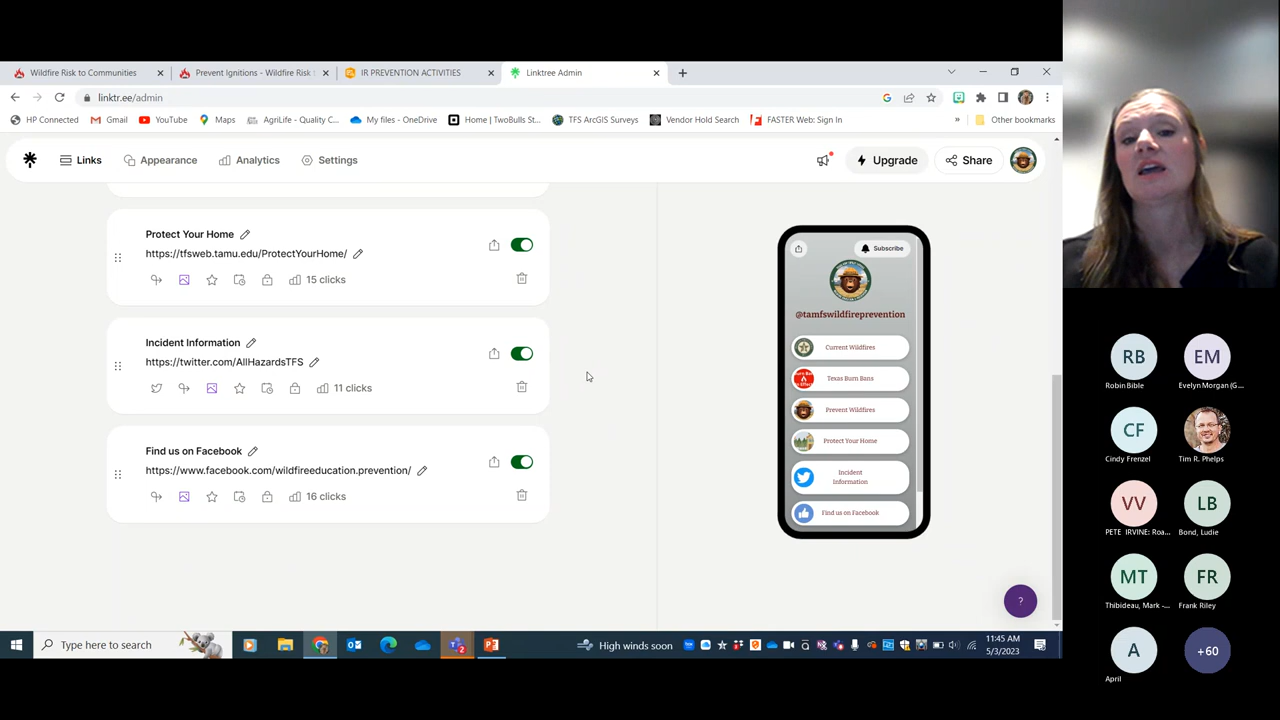 Wildfire Risk to Communities
Prevent Ignitions - Wildfire Risk
IR PREVENTION ACTIVITIES
Linktree Admin
linktr.ee/admin
HP Connected
Gmail
YouTube
Maps
AgriLife - Quality C...
My files - OneDrive
Home | TwoBulls St...
TFS ArcGIS Surveys
Vendor Hold Search
FASTER Web: Sign In
»
Other bookmarks
Links
Appearance
Analytics
Settings
Upgrade
Share
Protect Your Home
https://tfsweb.tamu.edu/ProtectYourHome/
15 clicks
Incident Information
https://twitter.com/AllHazardsTFS
11 clicks
Find us on Facebook
https://www.facebook.com/wildfireeducation.prevention/
16 clicks
Subscribe
@tamfswildfireprevention
Current Wildfires
Texas Burn Bans
Prevent Wildfires
Protect Your Home
Incident
Information
Find us on Facebook
?
Type here to search
High winds soon
11:45 AM
5/3/2023
RB
Robin Bible
EM
Evelyn Morgan (G...
CF
Cindy Frenzel
Tim R. Phelps
VV
PETE IRVINE: Roa...
LB
Bond, Ludie
MT
Thibideau, Mark -...
FR
Frank Riley
A
April
+60